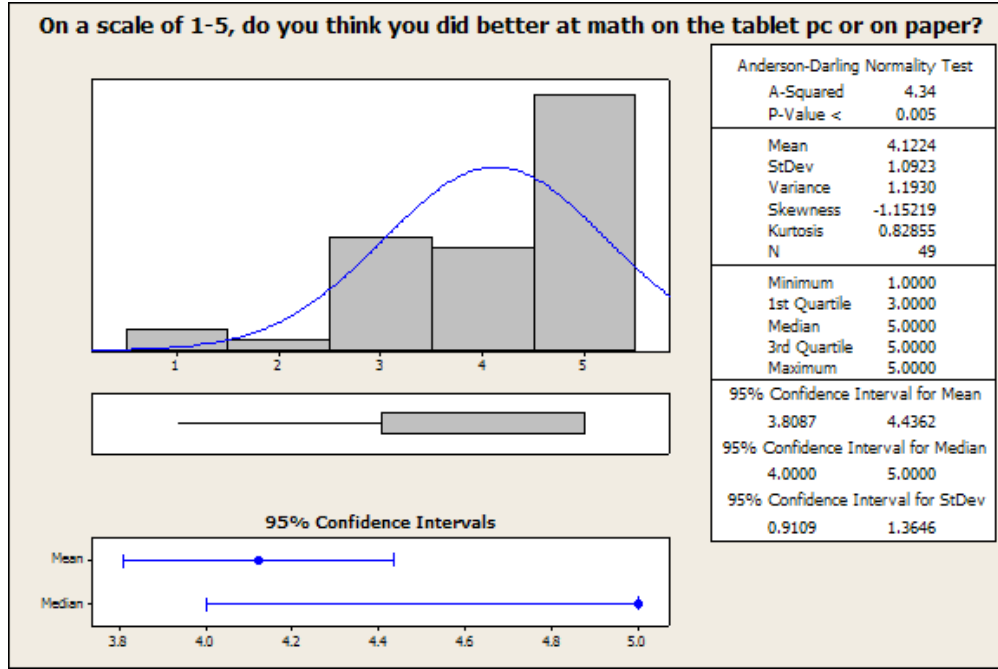 On a scale of 1-5, do you think you did better at math on the tablet pc or on paper?
1 2 3 4 5
95% Confidence Intervals
Mean
Median
3.8 4.0 4.2 4.4 4.6 4.8 5.0
Anderson-Darling Normality Test
A-Squared 4.34
P-Value < 0.005
Mean 4.1224
StDev 1.0923
Variance 1.1930
Skewness -1.15219
Kurtosis 0.82855
N 49
Minimum 1.0000
1st Quartile 3.0000
Median 5.0000
3rd Quartile 5.0000
Maximum 5.0000
95% Confidence Interval for Mean
3.8087 4.4362
95% Confidence Interval for Median
4.0000 5.0000
95% Confidence Interval for StDev
0.9109 1.3646